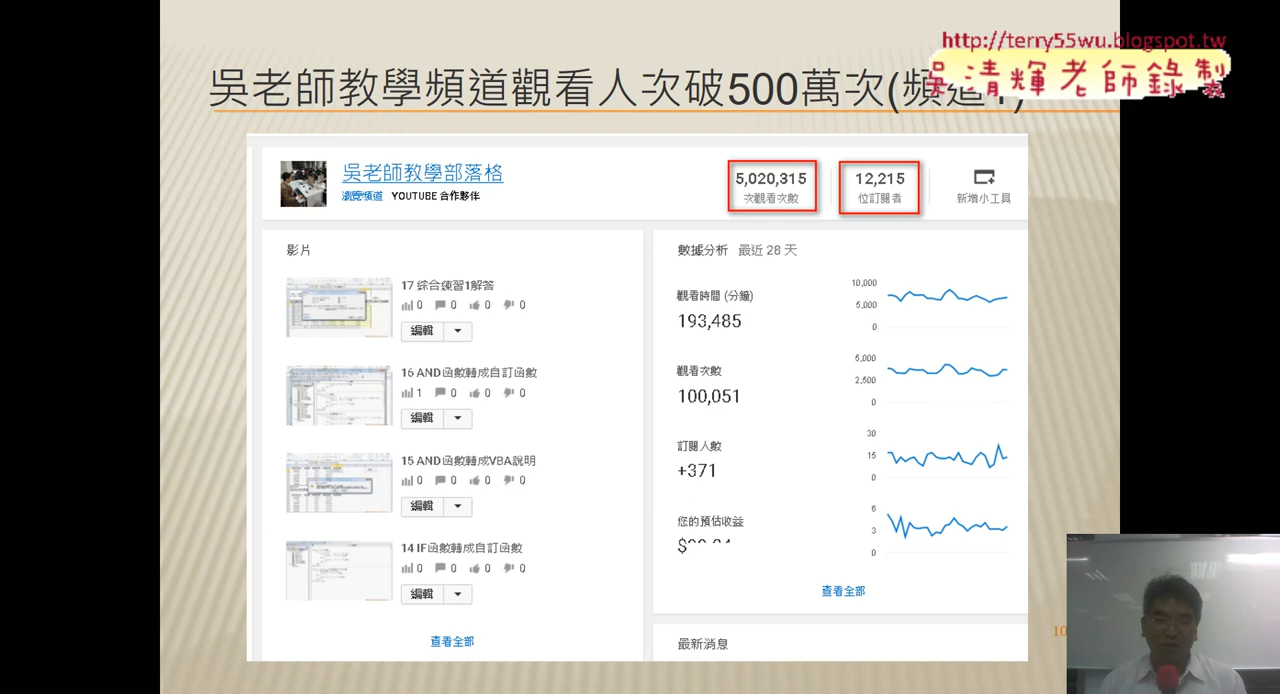 http://terry55wu.blogspot.tw
吳清輝老師錄製
吳老師教學頻道觀看人次破500萬次(頻道1)
吳老師教學部落格
瀏覽頻道 YOUTUBE 合作夥伴
5,020,315
次觀看次數
12,215
位訂閱者
新增小工具
影片
17 綜合練習1解答
0 0 0 0
編輯
16 AND函數轉成自訂函數
1 0 0 0
編輯
15 AND函數轉成VBA說明
0 0 0 0
編輯
14 IF函數轉成自訂函數
0 0 0 0
編輯
查看全部
數據分析 最近 28 天
觀看時間 (分鐘)
193,485
10,000
5,000
0
觀看次數
100,051
5,000
2,500
0
訂閱人數
+371
30
15
0
您的預估收益
6
3
0
查看全部
最新消息
10